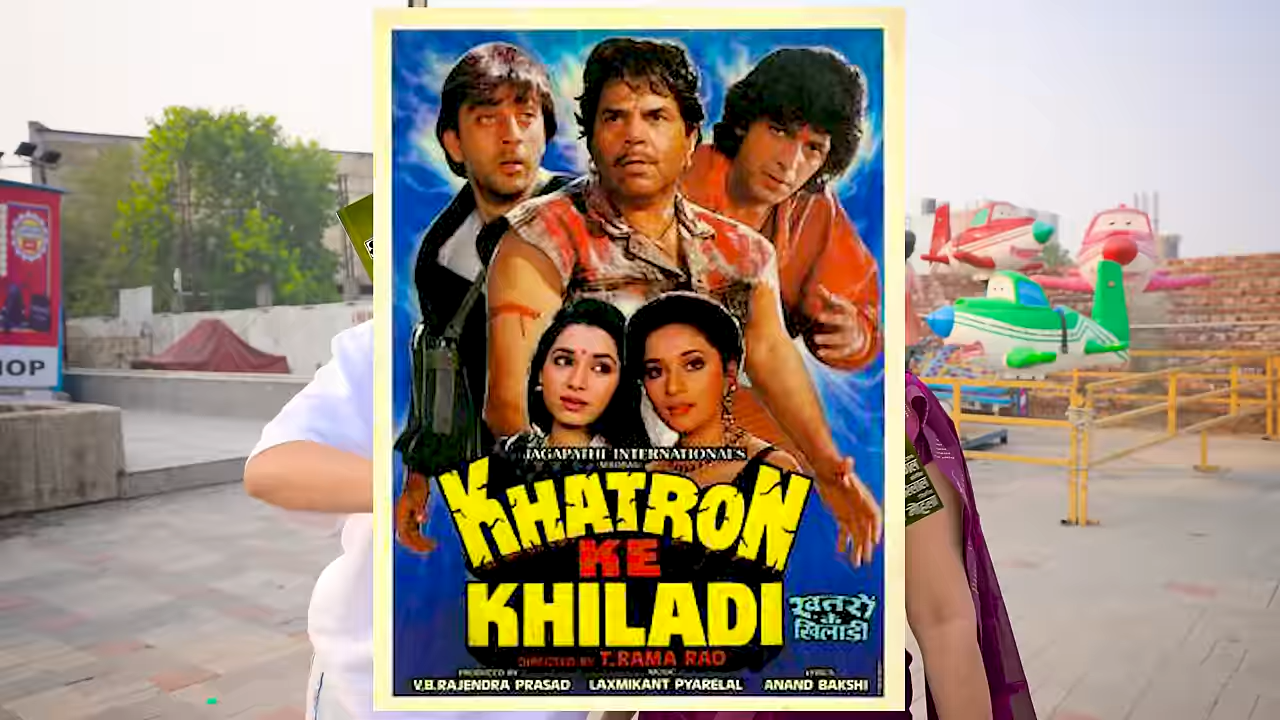 JAGAPATHI INTERNATIONAL'S
KHATRON
KE
KHILADI
खतरों
के
खिलाड़ी
DIRECTED BY T. RAMA RAO
PRODUCED BY
V.B. RAJENDRA PRASAD
MUSIC
LAXMIKANT PYARELAL
LYRICS
ANAND BAKSHI
HOP